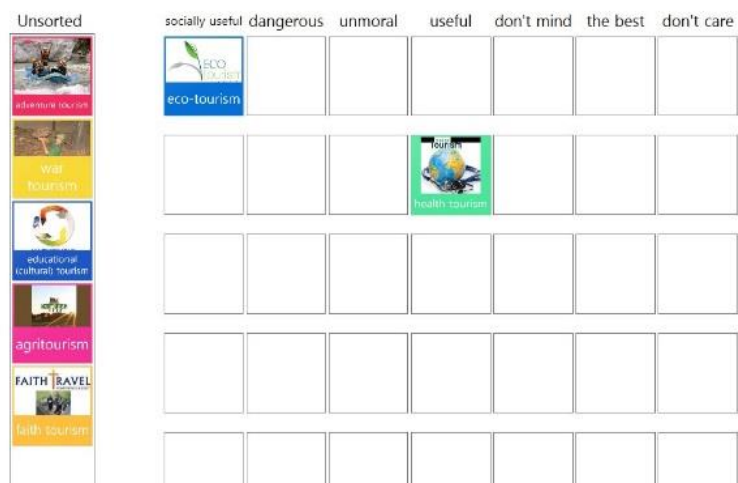 Unsorted
socially useful dangerous unmoral useful don't mind the best don't care
adventure tourism
war
tourism
educational
(cultural) tourism
agritourism
FAITH TRAVEL
faith tourism
ECO
tourism
eco-tourism
Tourism
health tourism